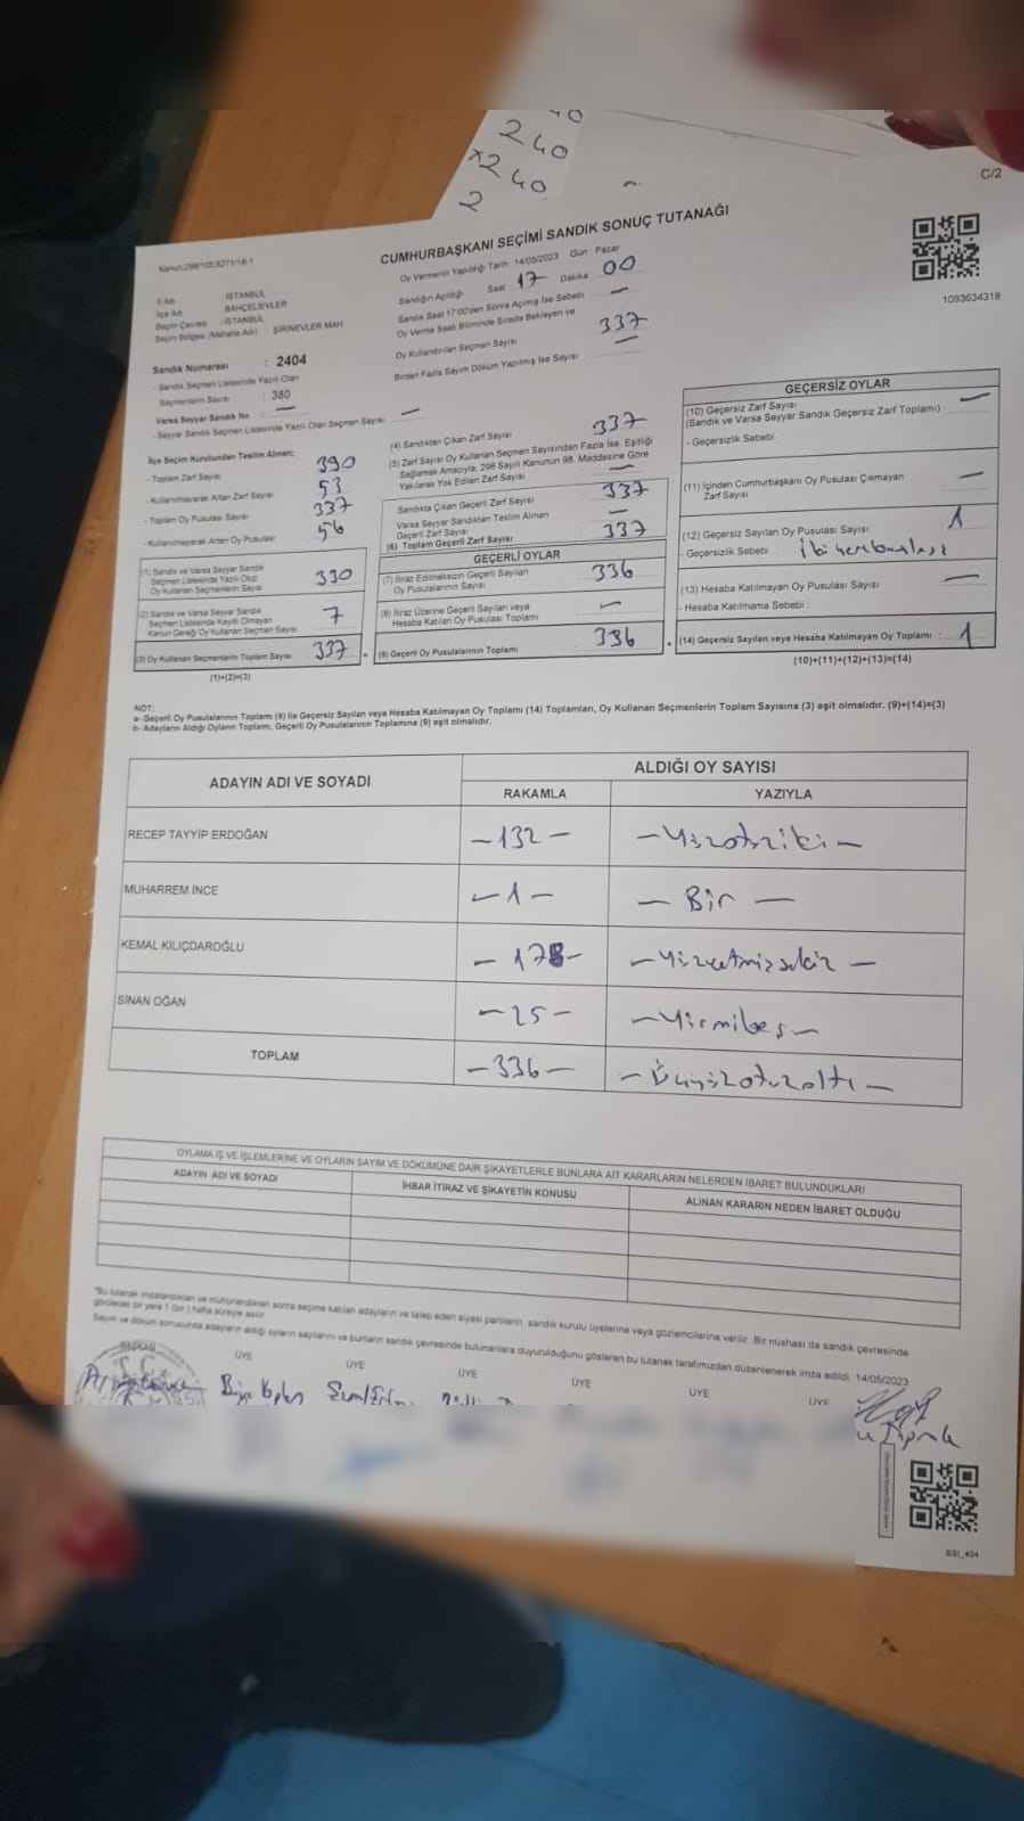 240
x240
2
C/2
CUMHURBAŞKANI SEÇİMİ SANDIK SONUÇ TUTANAĞI
Oy Vermenin Yapıldığı Tarih: 14/05/2023 Gün: Pazar
Sandığın Açıldığı Saat 17 Dakika 00
Sandık Saat 17:00'den Sonra Açılmış İse Sebebi —
Oy Verme Saati Bitiminde Sırada Bekleyen ve
Oy Kullandırılan Seçmen Sayısı 337
Birden Fazla Sayım Döküm Yapılmış İse Sayısı —
1093634318
İl Adı : İSTANBUL
İlçe Adı : BAHÇELİEVLER
Seçim Çevresi : İSTANBUL
Seçim Bölgesi (Mahalle Adı) : ŞİRİNEVLER MAH
Sandık Numarası : 2404
- Sandık Seçmen Listesinde Yazılı Olan
Seçmenlerin Sayısı : 380
Varsa Seyyar Sandık No : —
- Seyyar Sandık Seçmen Listesinde Yazılı Olan Seçmen Sayısı —
İlçe Seçim Kurulundan Teslim Alınan;
- Toplam Zarf Sayısı 390
- Kullanılmayarak Artan Zarf Sayısı 53
- Toplam Oy Pusulası Sayısı 337
- Kullanılmayarak Artan Oy Pusulası 56
(1) Sandık ve Varsa Seyyar Sandık
Seçmen Listesinde Yazılı Olup
Oy Kullanan Seçmenlerin Sayısı 330
(2) Sandık ve Varsa Seyyar Sandık
Seçmen Listesinde Kayıtlı Olmayan
Kanun Gereği Oy Kullanan Seçmen Sayısı 7
(3) Oy Kullanan Seçmenlerin Toplam Sayısı 337
(1)+(2)=(3)
(4) Sandıktan Çıkan Zarf Sayısı 337
(5) Zarf Sayısı Oy Kullanan Seçmen Sayısından Fazla İse, Eşitliği
Sağlamak Amacıyla, 298 Sayılı Kanunun 98. Maddesine Göre
Yakılarak Yok Edilen Zarf Sayısı —
Sandıkta Çıkan Geçerli Zarf Sayısı 337
Varsa Seyyar Sandıktan Teslim Alınan
Geçerli Zarf Sayısı —
(6) Toplam Geçerli Zarf Sayısı 337
GEÇERLİ OYLAR
(7) İtiraz Edilmeksizin Geçerli Sayılan
Oy Pusulalarının Sayısı 336
(8) İtiraz Üzerine Geçerli Sayılan veya
Hesaba Katılan Oy Pusulası Toplamı —
(9) Geçerli Oy Pusulalarının Toplamı 336
GEÇERSİZ OYLAR
(10) Geçersiz Zarf Sayısı —
(Sandık ve Varsa Seyyar Sandık Geçersiz Zarf Toplamı)
- Geçersizlik Sebebi
(11) İçinden Cumhurbaşkanı Oy Pusulası Çıkmayan —
Zarf Sayısı
(12) Geçersiz Sayılan Oy Pusulası Sayısı 1
- Geçersizlik Sebebi
(13) Hesaba Katılmayan Oy Pusulası Sayısı —
- Hesaba Katılmama Sebebi :
(14) Geçersiz Sayılan veya Hesaba Katılmayan Oy Toplamı : 1
(10)+(11)+(12)+(13)=(14)
NOT:
a- Geçerli Oy Pusulalarının Toplam (9) ile Geçersiz Sayılan veya Hesaba Katılmayan Oy Toplamı (14) Toplamları, Oy Kullanan Seçmenlerin Toplam Sayısına (3) eşit olmalıdır. (9)+(14)=(3)
b- Adayların Aldığı Oyların Toplamı, Geçerli Oy Pusulalarının Toplamına (9) eşit olmalıdır.
ADAYIN ADI VE SOYADI
ALDIĞI OY SAYISI
RAKAMLA YAZIYLA
RECEP TAYYİP ERDOĞAN -132- -Yüzotuziki-
MUHARREM İNCE -1- - Bir -
KEMAL KILIÇDAROĞLU - 178- -Yüzyetmişsekiz -
SİNAN OĞAN -25- -Yirmibeş-
TOPLAM -336- -Üçyüzotuzaltı-
OYLAMA İŞ VE İŞLEMLERİNE VE OYLARIN SAYIM VE DÖKÜMÜNE DAİR ŞİKAYETLERLE BUNLARA AİT KARARLARIN NELERDEN İBARET BULUNDUKLARI
ADAYIN ADI VE SOYADI İHBAR İTİRAZ VE ŞİKAYETİN KONUSU ALINAN KARARIN NEDEN İBARET OLDUĞU
*Bu tutanak imzalandıktan ve mühürlendikten sonra seçime katılan adayların ve talep eden siyasi partilerin, sandık kurulu üyelerine veya gözlemcilerine verilir. Bir nüshası da sandık çevresinde
görülecek bir yere 1 (bir) hafta süreyle asılır.
Sayım ve döküm sonucunda adayların aldığı oyların sayılarını ve bunların sandık çevresinde bulunanlara duyurulduğunu gösteren bu tutanak tarafımızdan düzenlenerek imza edildi. 14/05/2023
BAŞKAN ÜYE ÜYE ÜYE ÜYE ÜYE ÜYE